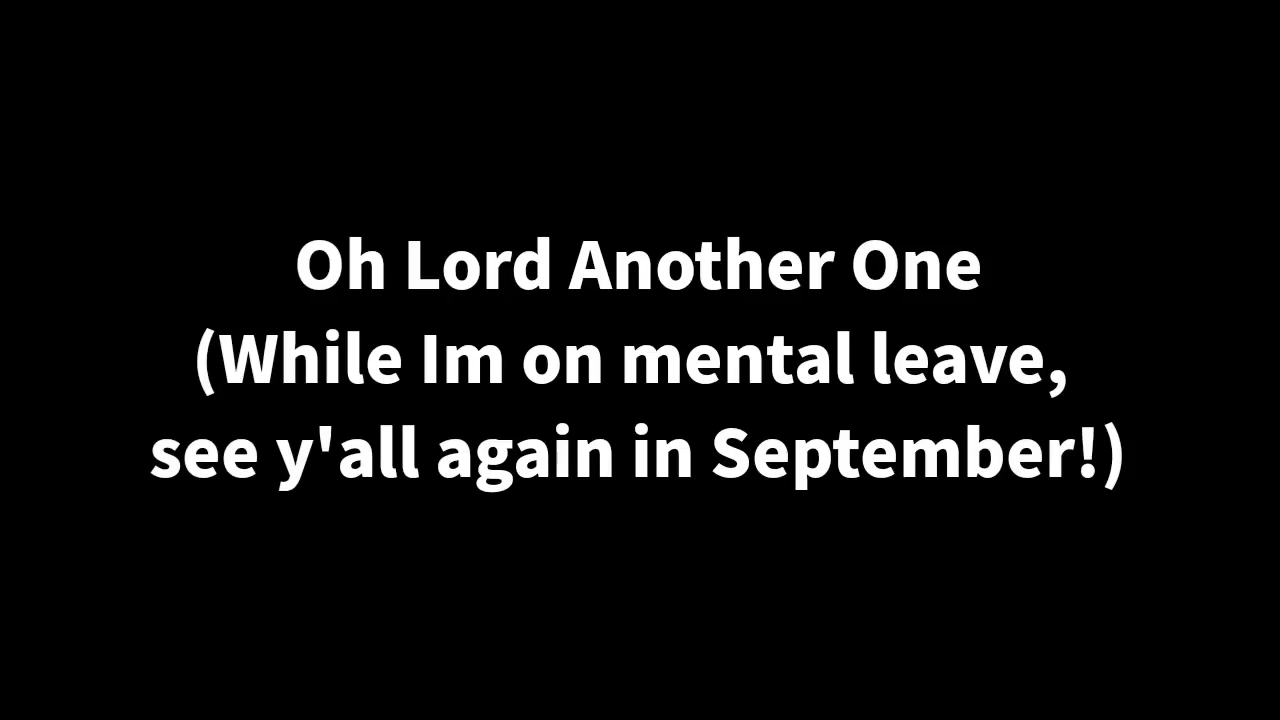 Oh Lord Another One
(While Im on mental leave,
see y'all again in September!)